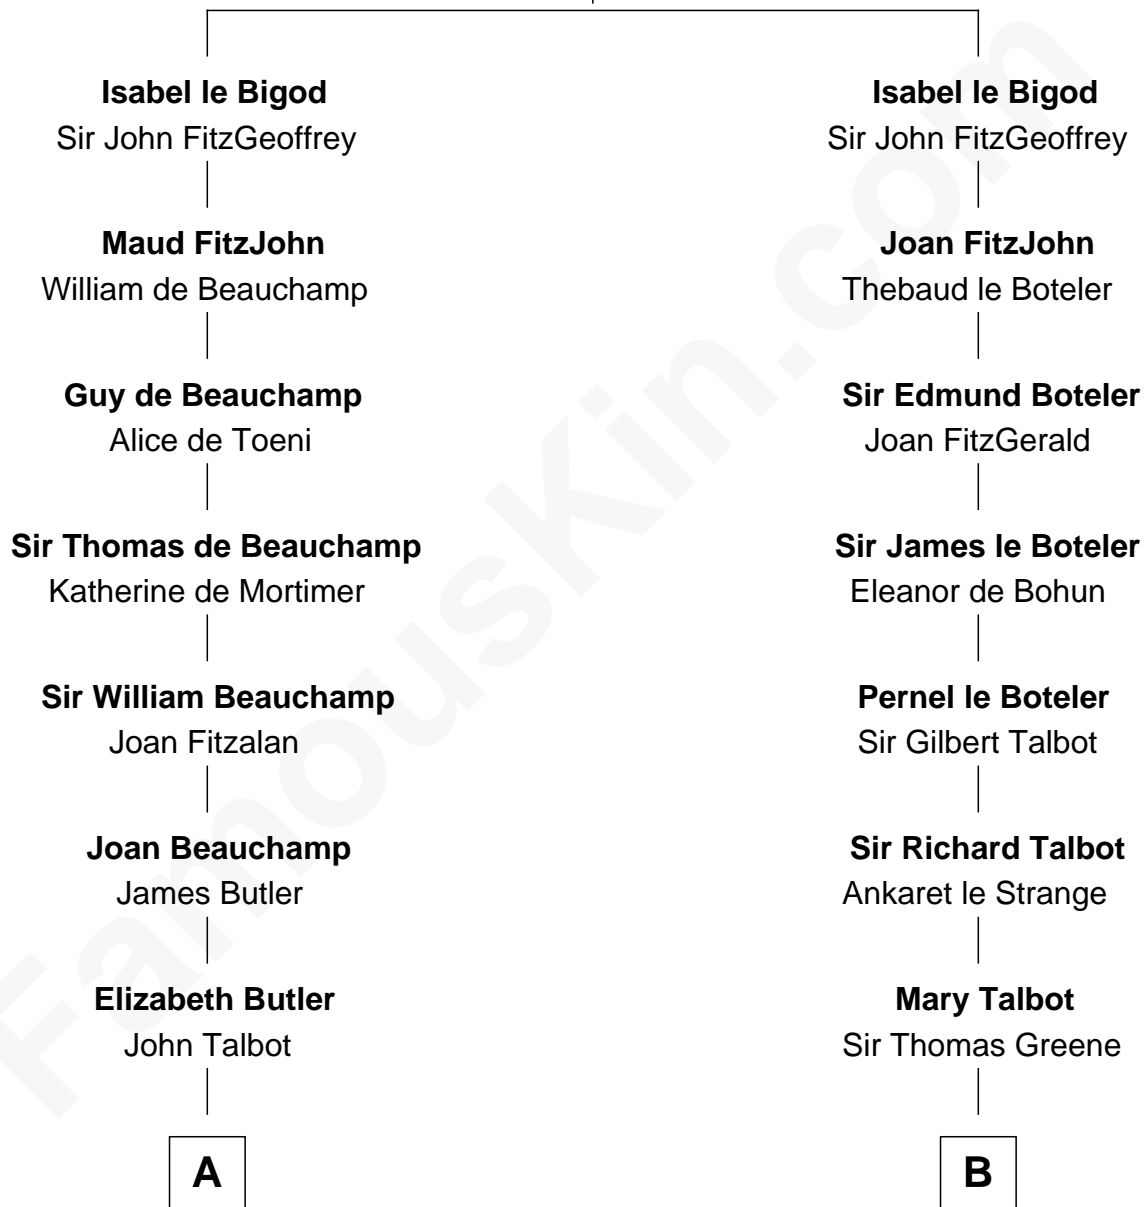 Isabel le Bigod
Sir John FitzGeoffrey
Maud FitzJohn
William de Beauchamp
Guy de Beauchamp
Alice de Toeni
Sir Thomas de Beauchamp
Katherine de Mortimer
Sir William Beauchamp
Joan Fitzalan
Joan Beauchamp
James Butler
Elizabeth Butler
John Talbot
A
Isabel le Bigod
Sir John FitzGeoffrey
Joan FitzJohn
Thebaud le Boteler
Sir Edmund Boteler
Joan FitzGerald
Sir James le Boteler
Eleanor de Bohun
Pernel le Boteler
Sir Gilbert Talbot
Sir Richard Talbot
Ankaret le Strange
Mary Talbot
Sir Thomas Greene
B
FamousKin.com